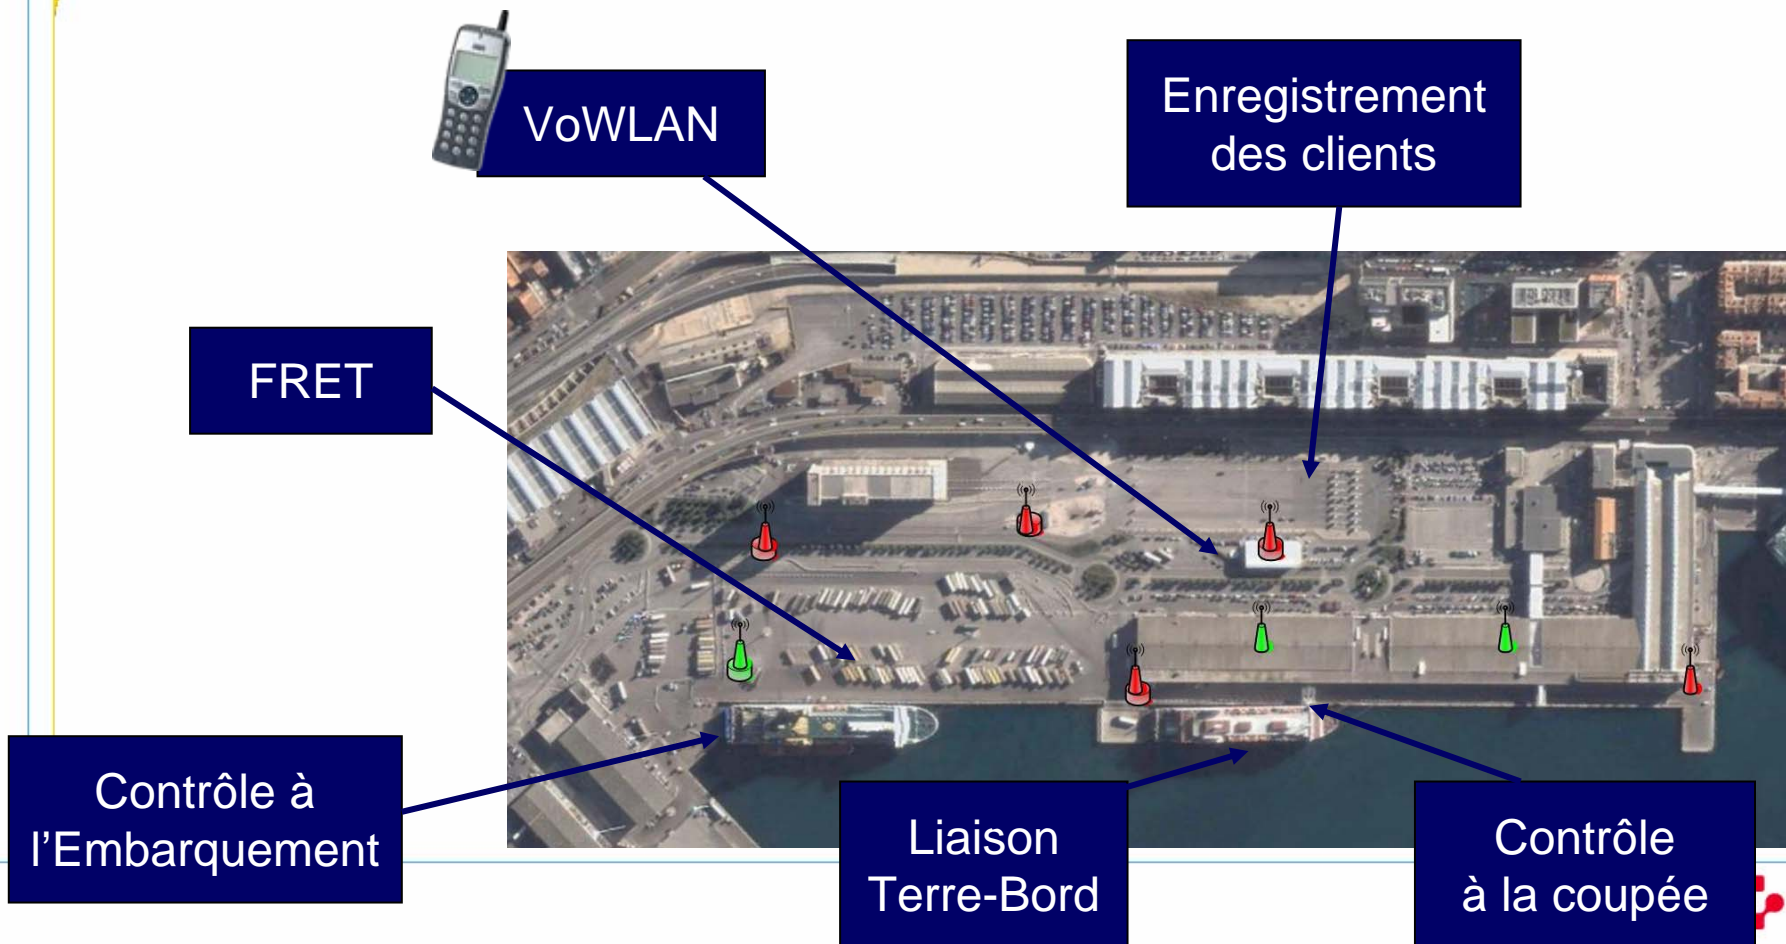 VoWLAN
Enregistrement
des clients
FRET
Contrôle à
l'Embarquement
Liaison
Terre-Bord
Contrôle
à la coupée